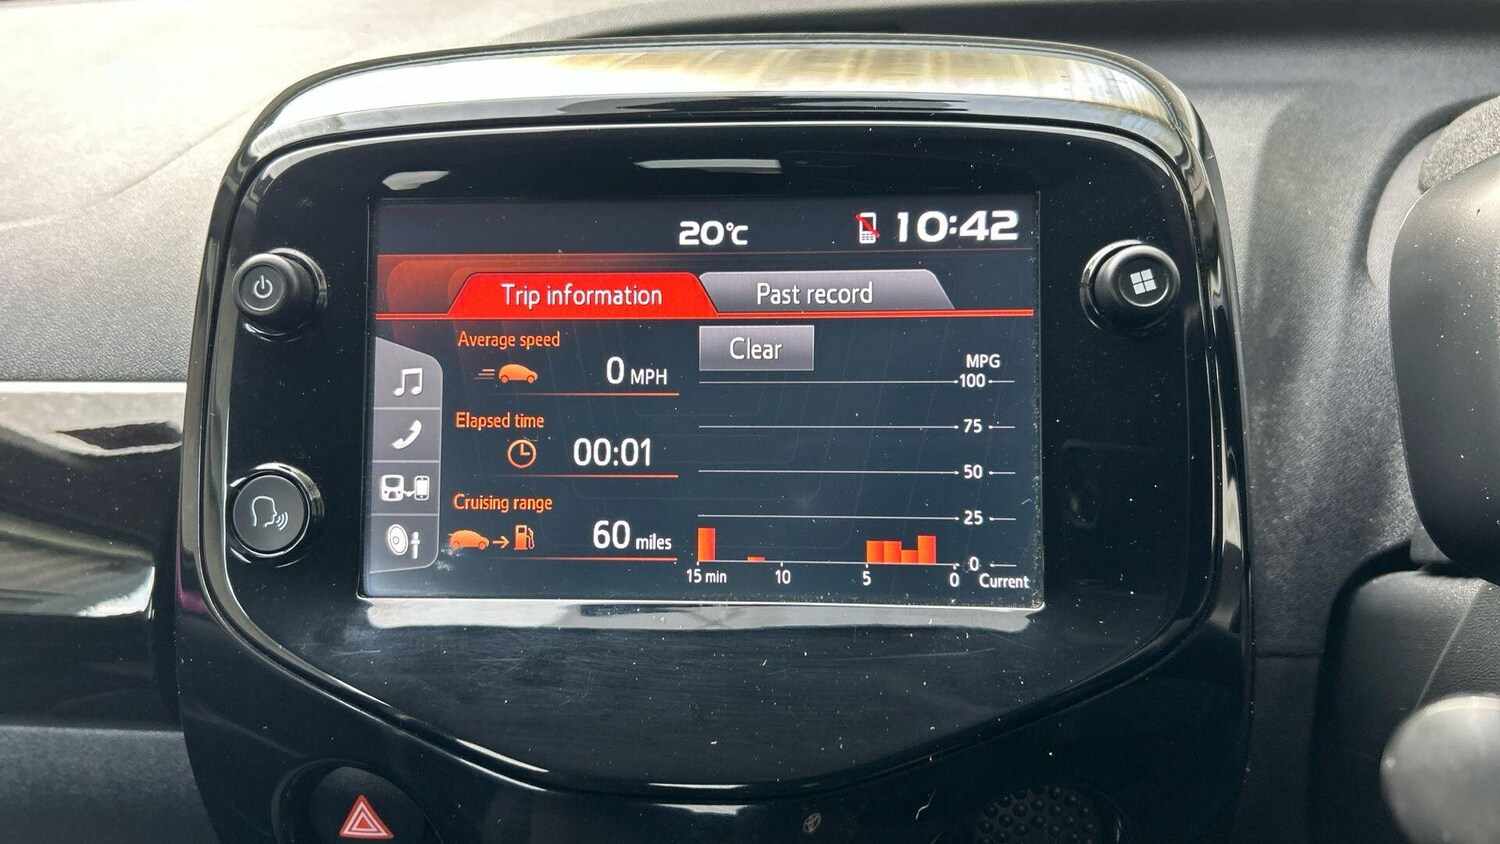 20°C
10:42
Trip information
Past record
Average speed
0 MPH
Elapsed time
00:01
Cruising range
60 miles
Clear
MPG
100
75
50
25
0
15 min
10
5
0
Current